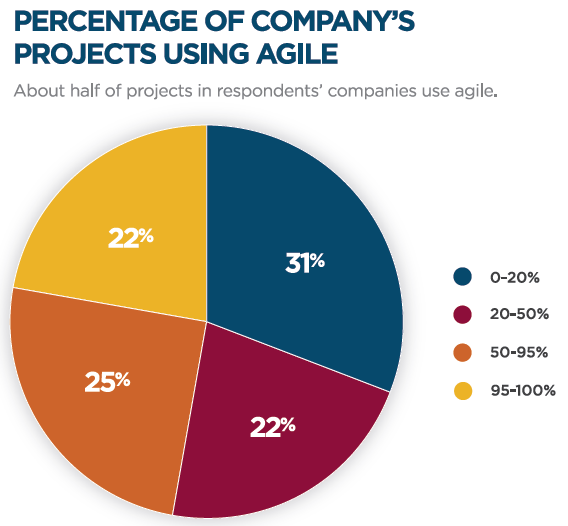 PERCENTAGE OF COMPANY'S
PROJECTS USING AGILE
About half of projects in respondents' companies use agile.
22%
31%
25%
22%
0–20%
20–50%
50–95%
95–100%